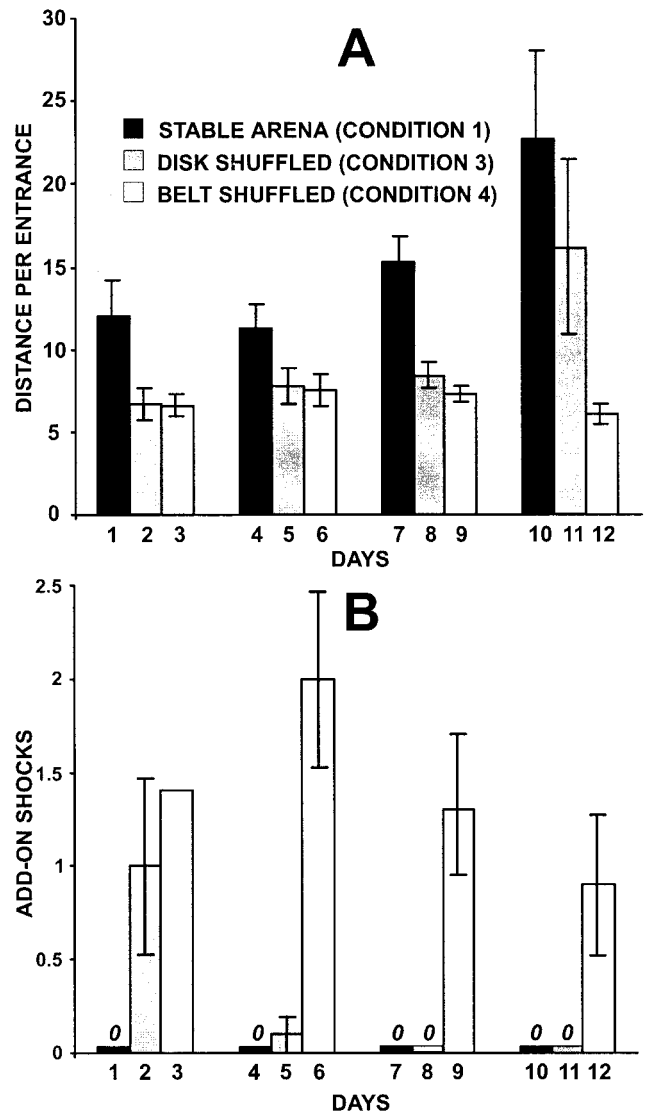 A
30
25
20
15
10
5
0
DISTANCE PER ENTRANCE
STABLE ARENA (CONDITION 1)
DISK SHUFFLED (CONDITION 3)
BELT SHUFFLED (CONDITION 4)
1 2 3 4 5 6 7 8 9 10 11 12
DAYS
B
2.5
2
1.5
1
0.5
0
ADD-ON SHOCKS
0 0 0 0 0 0
1 2 3 4 5 6 7 8 9 10 11 12
DAYS